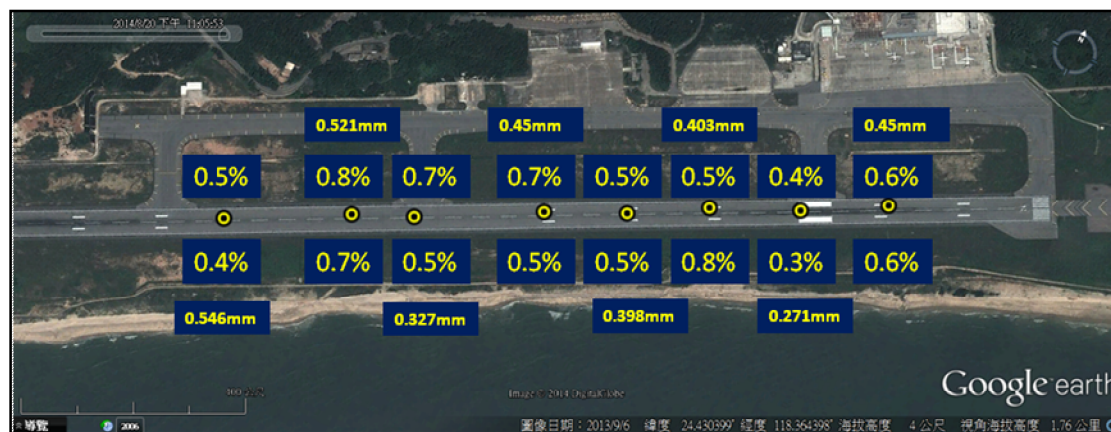 2014/8/20 下午 11:05:53
N
0.521mm 0.45mm 0.403mm 0.45mm
0.5% 0.8% 0.7% 0.7% 0.5% 0.5% 0.4% 0.6%
0.4% 0.7% 0.5% 0.5% 0.5% 0.8% 0.3% 0.6%
0.546mm 0.327mm 0.398mm 0.271mm
Google earth
Image © 2014 DigitalGlobe
導覽 2006 圖像日期：2013/9/6 緯度 24.430399° 經度 118.364398° 海拔高度 4 公尺 視角海拔高度 1.76 公里